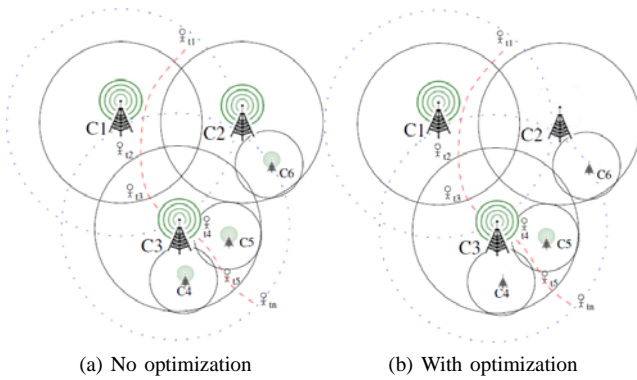 t1
C1
C2
t2
C6
t3
t4
C3
C5
C4
t5
tn
(a) No optimization
t1
C1
C2
t2
C6
t3
t4
C3
C5
C4
t5
tn
(b) With optimization